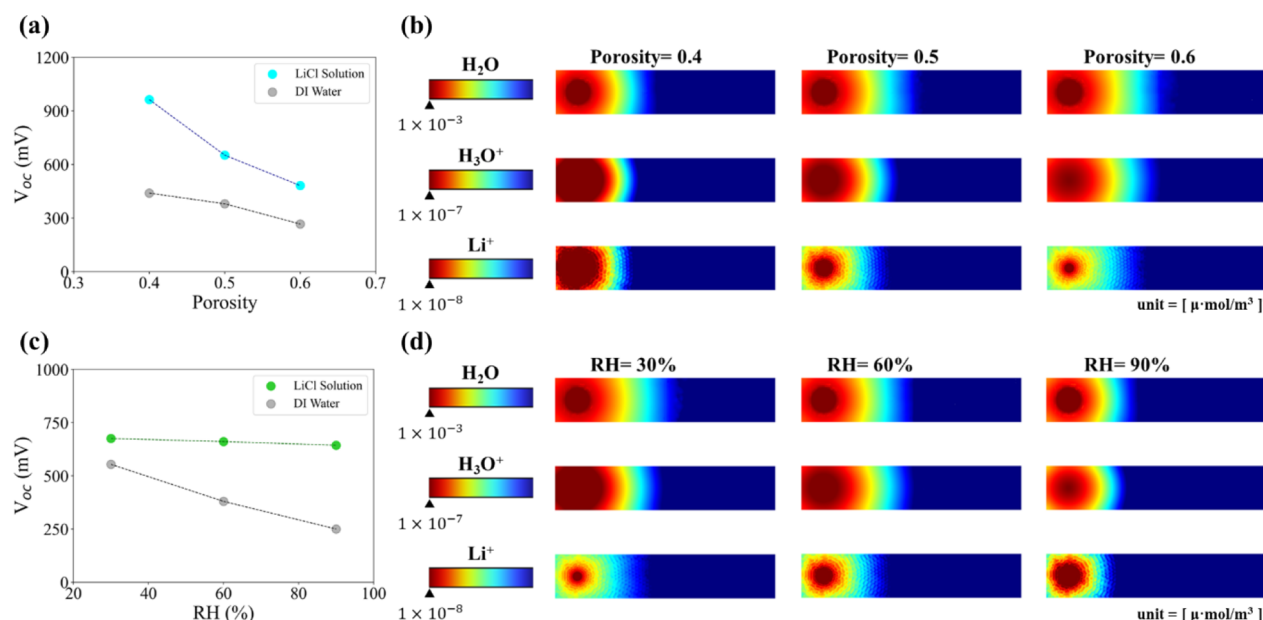 (a)
1200
900
600
300
0
0.3
0.4
0.5
0.6
0.7
V_oc (mV)
Porosity
LiCl Solution
DI Water
(b)
Porosity= 0.4
Porosity= 0.5
Porosity= 0.6
H₂O
1 × 10⁻³
H₃O⁺
1 × 10⁻⁷
Li⁺
1 × 10⁻⁸
unit = [ μ·mol/m³ ]
(c)
1000
750
500
250
0
20
40
60
80
100
V_oc (mV)
RH (%)
LiCl Solution
DI Water
(d)
RH= 30%
RH= 60%
RH= 90%
H₂O
1 × 10⁻³
H₃O⁺
1 × 10⁻⁷
Li⁺
1 × 10⁻⁸
unit = [ μ·mol/m³ ]